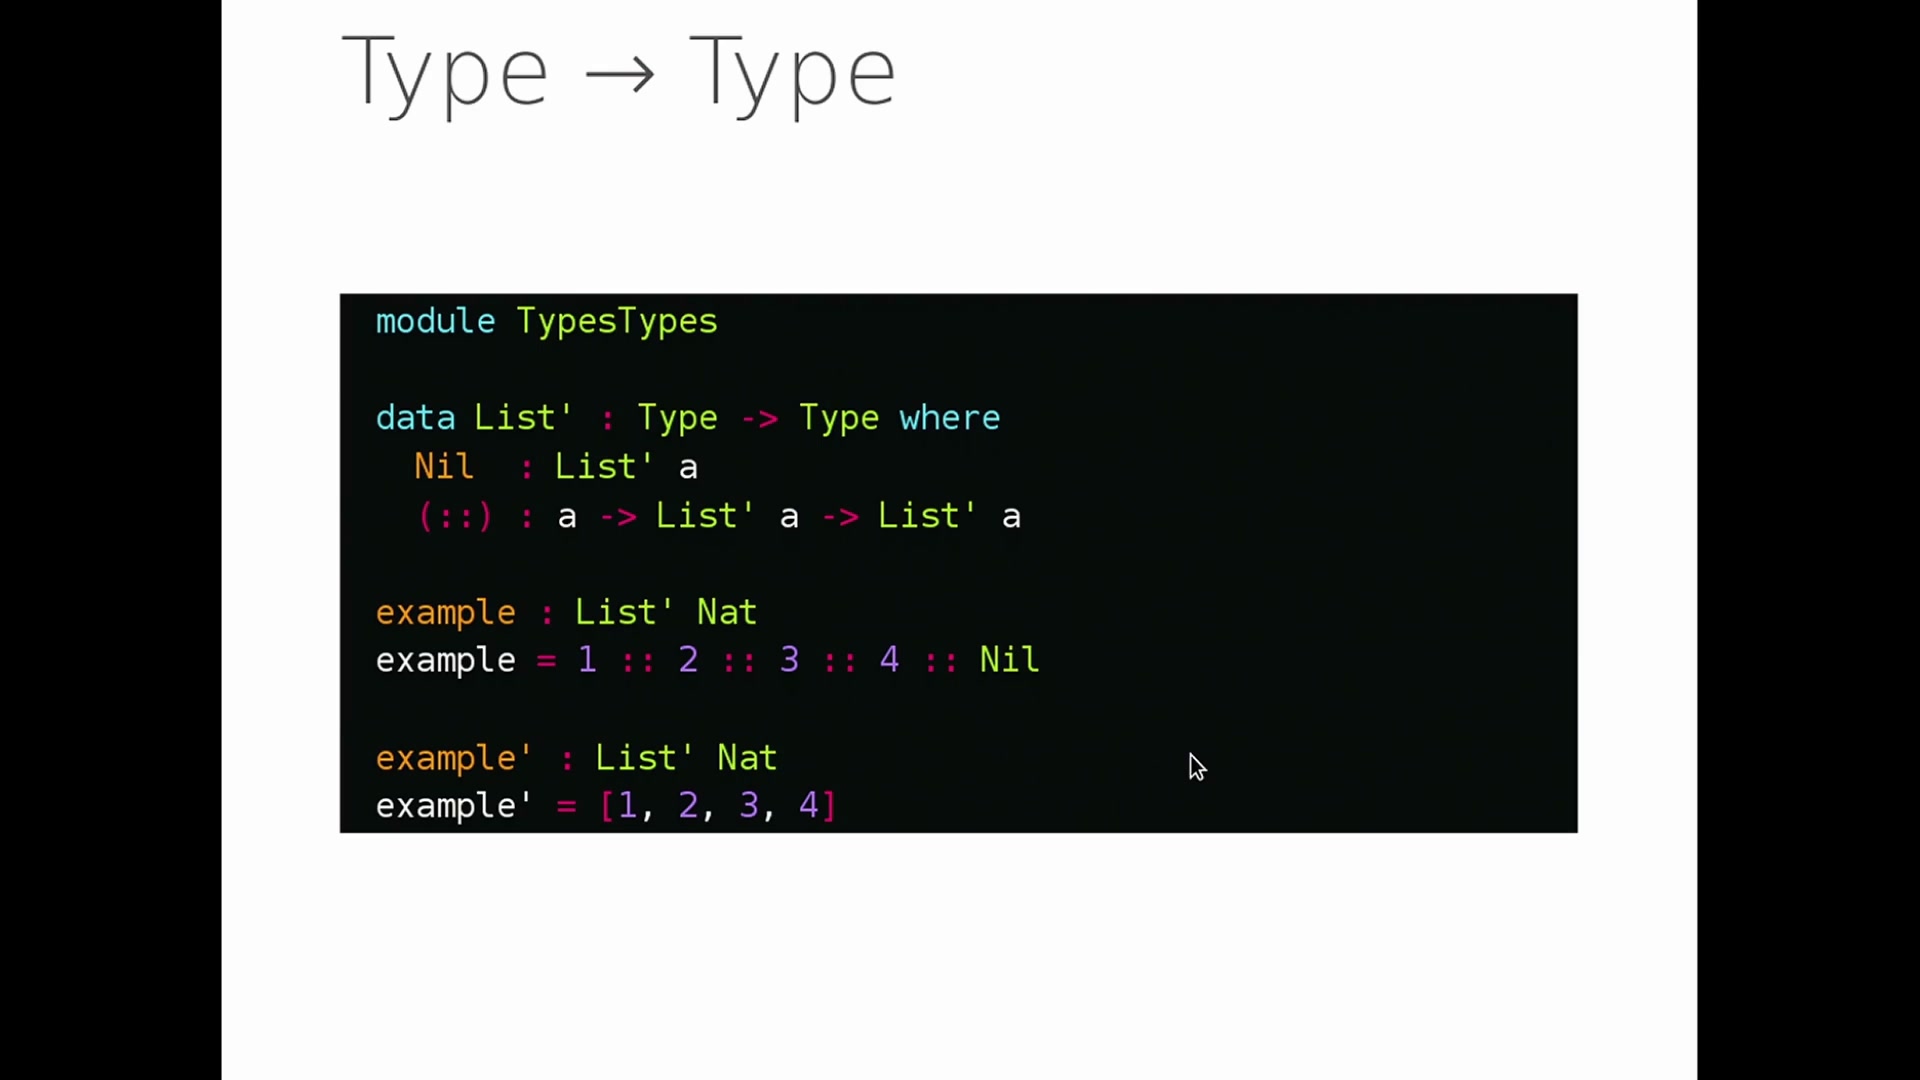 Type → Type
module TypesTypes
data List' : Type -> Type where
Nil : List' a
(::) : a -> List' a -> List' a
example : List' Nat
example = 1 :: 2 :: 3 :: 4 :: Nil
example' : List' Nat
example' = [1, 2, 3, 4]